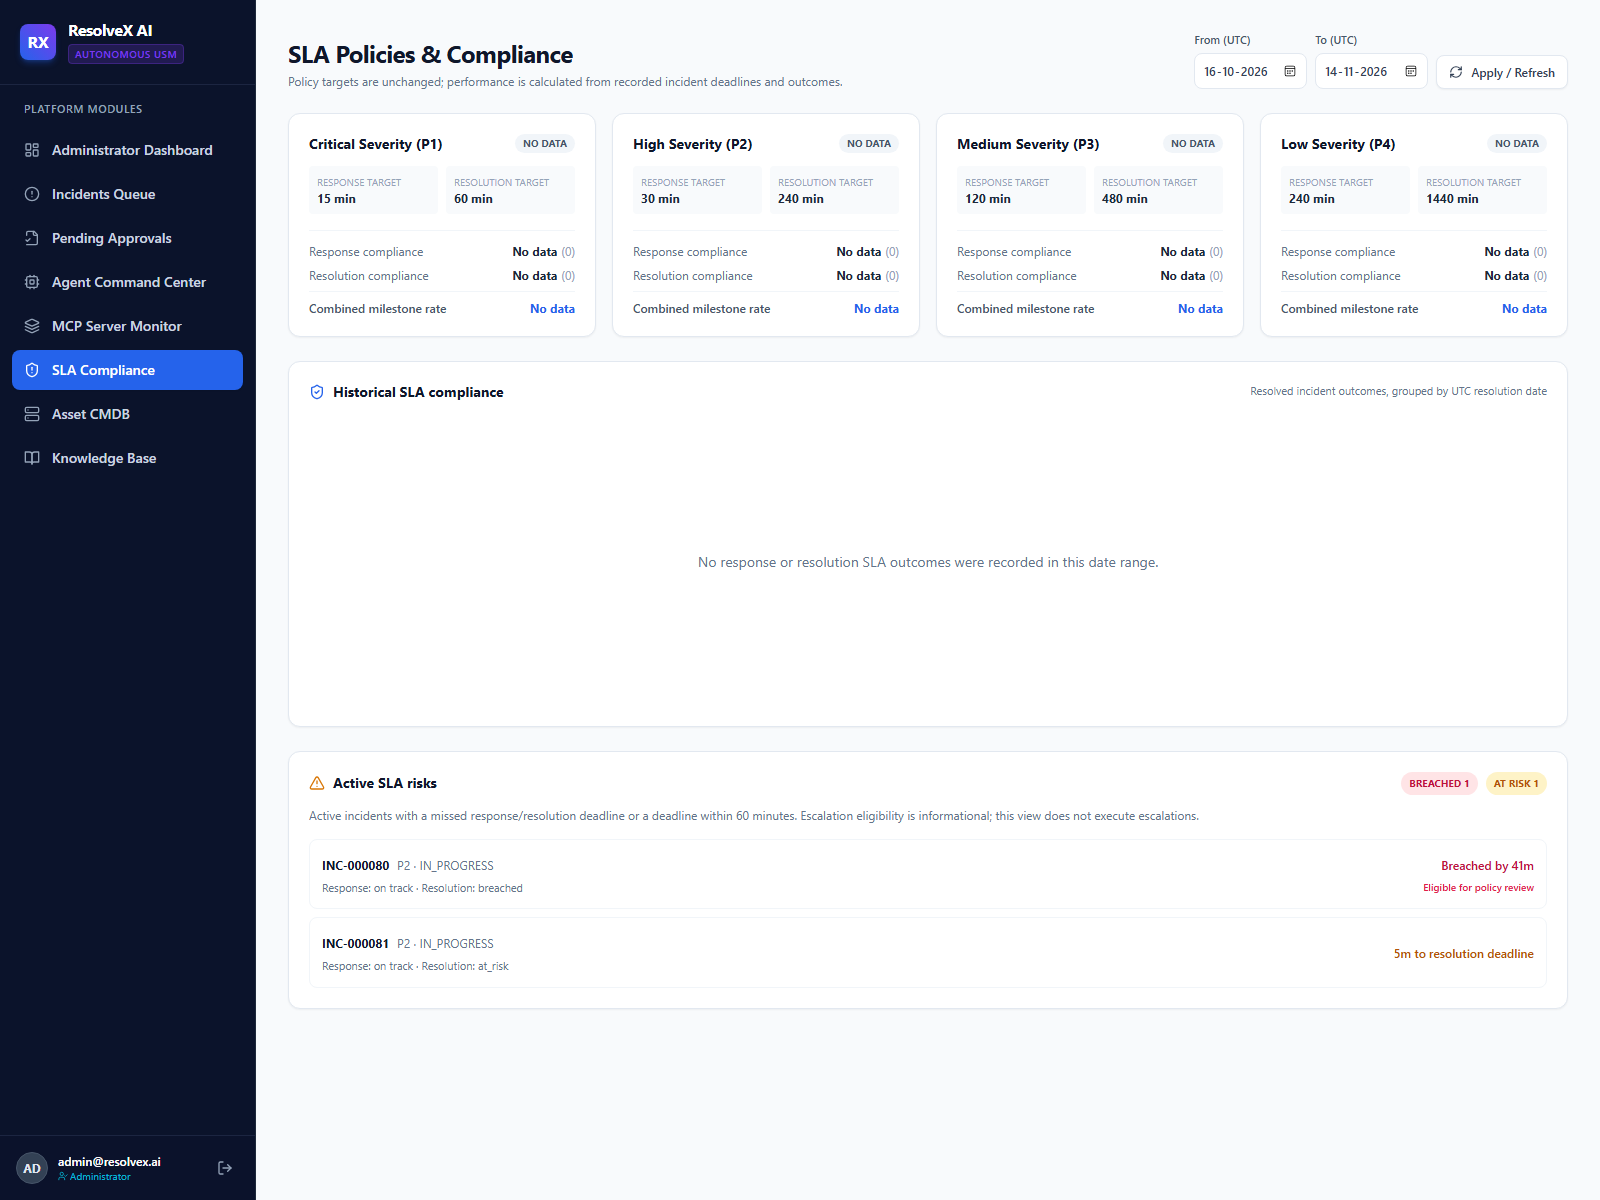 RX
ResolveX AI
AUTONOMOUS USM
PLATFORM MODULES
Administrator Dashboard
Incidents Queue
Pending Approvals
Agent Command Center
MCP Server Monitor
SLA Compliance
Asset CMDB
Knowledge Base
AD
admin@resolvex.ai
Administrator
SLA Policies & Compliance
Policy targets are unchanged; performance is calculated from recorded incident deadlines and outcomes.
From (UTC)
16-10-2026
To (UTC)
14-11-2026
Apply / Refresh
Critical Severity (P1)
NO DATA
RESPONSE TARGET
15 min
RESOLUTION TARGET
60 min
Response compliance
No data (0)
Resolution compliance
No data (0)
Combined milestone rate
No data
High Severity (P2)
NO DATA
RESPONSE TARGET
30 min
RESOLUTION TARGET
240 min
Response compliance
No data (0)
Resolution compliance
No data (0)
Combined milestone rate
No data
Medium Severity (P3)
NO DATA
RESPONSE TARGET
120 min
RESOLUTION TARGET
480 min
Response compliance
No data (0)
Resolution compliance
No data (0)
Combined milestone rate
No data
Low Severity (P4)
NO DATA
RESPONSE TARGET
240 min
RESOLUTION TARGET
1440 min
Response compliance
No data (0)
Resolution compliance
No data (0)
Combined milestone rate
No data
Historical SLA compliance
Resolved incident outcomes, grouped by UTC resolution date
No response or resolution SLA outcomes were recorded in this date range.
Active SLA risks
BREACHED 1
AT RISK 1
Active incidents with a missed response/resolution deadline or a deadline within 60 minutes. Escalation eligibility is informational; this view does not execute escalations.
INC-000080 P2 · IN_PROGRESS
Response: on track · Resolution: breached
Breached by 41m
Eligible for policy review
INC-000081 P2 · IN_PROGRESS
Response: on track · Resolution: at_risk
5m to resolution deadline